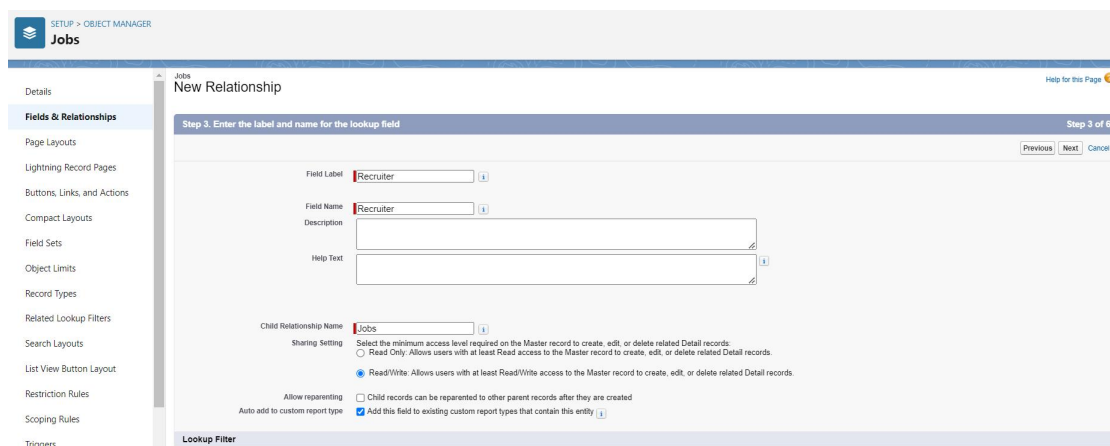 SETUP > OBJECT MANAGER
Jobs
Details
Fields & Relationships
Page Layouts
Lightning Record Pages
Buttons, Links, and Actions
Compact Layouts
Field Sets
Object Limits
Record Types
Related Lookup Filters
Search Layouts
List View Button Layout
Restriction Rules
Scoping Rules
Triggers
Jobs
New Relationship
Help for this Page
Step 3. Enter the label and name for the lookup field
Step 3 of 6
Previous Next Cancel
Field Label Recruiter i
Field Name Recruiter i
Description
Help Text i
Child Relationship Name Jobs i
Sharing Setting Select the minimum access level required on the Master record to create, edit, or delete related Detail records:
Read Only: Allows users with at least Read access to the Master record to create, edit, or delete related Detail records.
Read/Write: Allows users with at least Read/Write access to the Master record to create, edit, or delete related Detail records.
Allow reparenting Child records can be reparented to other parent records after they are created
Auto add to custom report type Add this field to existing custom report types that contain this entity i
Lookup Filter